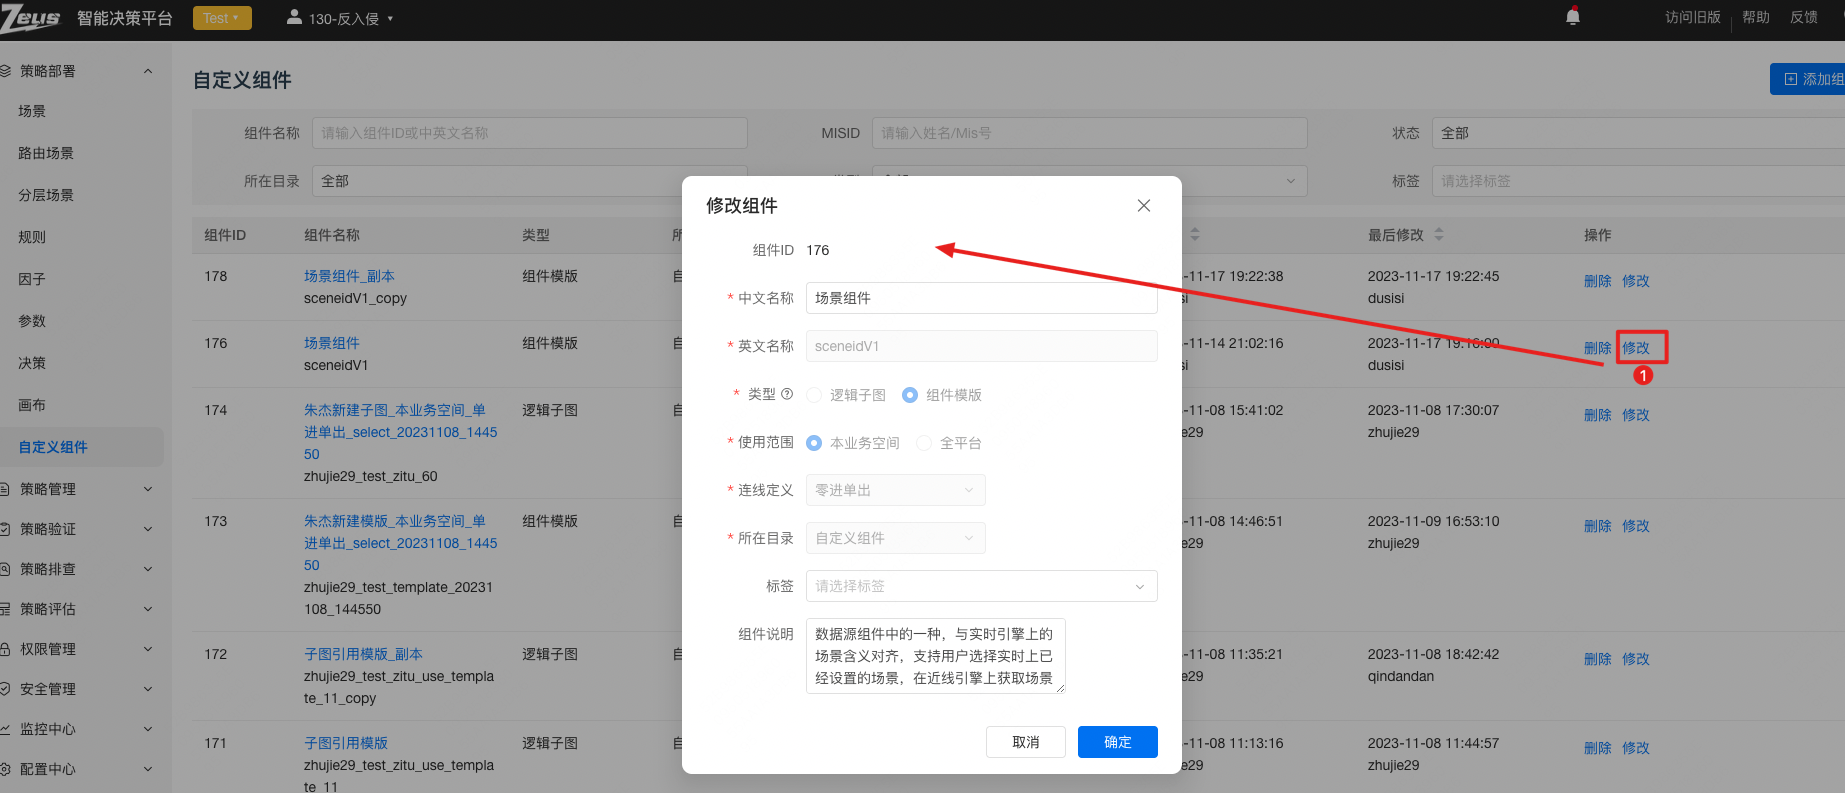 Zeus 智能决策平台 Test 130-反入侵 访问旧版 帮助 反馈
策略部署
场景
路由场景
分层场景
规则
因子
参数
决策
画布
自定义组件
策略管理
策略验证
策略排查
策略评估
权限管理
安全管理
监控中心
配置中心
自定义组件 添加组
组件名称 请输入组件ID或中英文名称 MISID 请输入姓名/Mis号 状态 全部
所在目录 全部 标签 请选择标签
组件ID 组件名称 类型 所 最后修改 操作
178 场景组件_副本 组件模版 自 -11-17 19:22:38 2023-11-17 19:22:45 删除 修改
sceneidV1_copy si dusisi
176 场景组件 组件模版 自 -11-14 21:02:16 2023-11-17 19:16:00 删除 修改
sceneidV1 si dusisi
1
174 朱杰新建子图_本业务空间_单 逻辑子图 自 -11-08 15:41:02 2023-11-08 17:30:07 删除 修改
进单出_select_20231108_1445 e29 zhujie29
50
zhujie29_test_zitu_60
173 朱杰新建模版_本业务空间_单 组件模版 自 -11-08 14:46:51 2023-11-09 16:53:10 删除 修改
进单出_select_20231108_1445 e29 zhujie29
50
zhujie29_test_template_20231
108_144550
172 子图引用模版_副本 逻辑子图 自 -11-08 11:35:21 2023-11-08 18:42:42 删除 修改
zhujie29_test_zitu_use_templa e29 qindandan
te_11_copy
171 子图引用模版 逻辑子图 自 -11-08 11:13:16 2023-11-08 11:44:57 删除 修改
zhujie29_test_zitu_use_templa e29 zhujie29
te_11
修改组件
组件ID 176
* 中文名称 场景组件
* 英文名称 sceneidV1
* 类型 逻辑子图 组件模版
* 使用范围 本业务空间 全平台
* 连线定义 零进单出
* 所在目录 自定义组件
标签 请选择标签
组件说明 数据源组件中的一种，与实时引擎上的
场景含义对齐，支持用户选择实时上已
经设置的场景，在近线引擎上获取场景
取消 确定